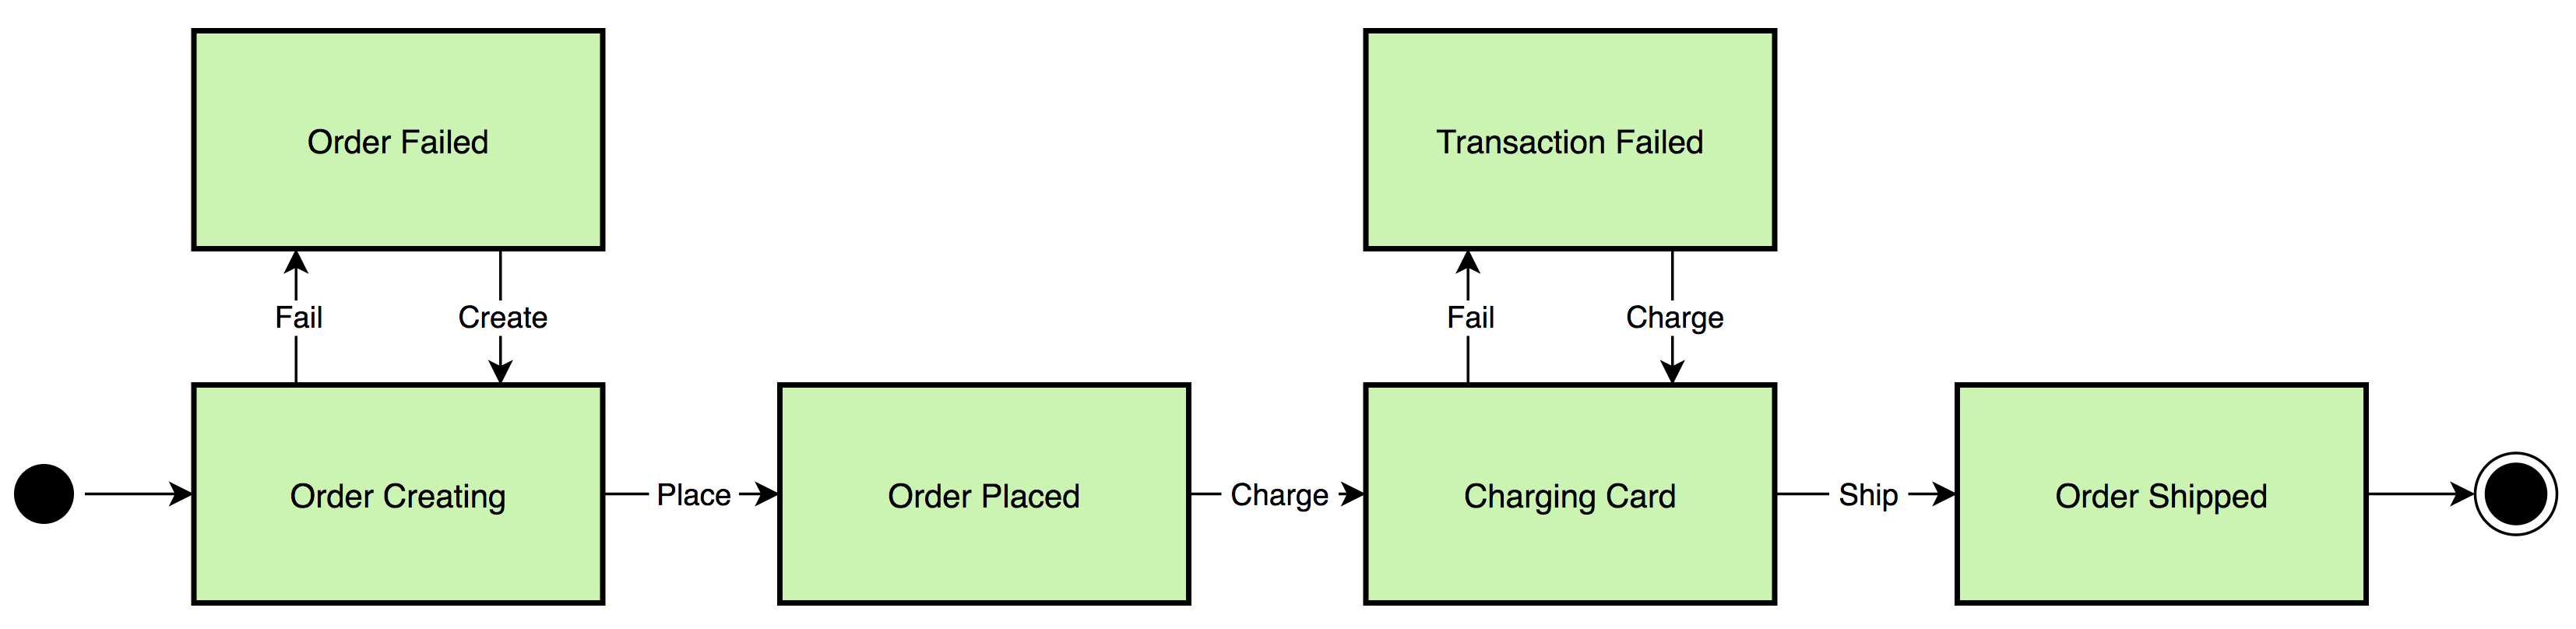 Order Failed
Transaction Failed
Fail
Create
Fail
Charge
Order Creating
Place
Order Placed
Charge
Charging Card
Ship
Order Shipped